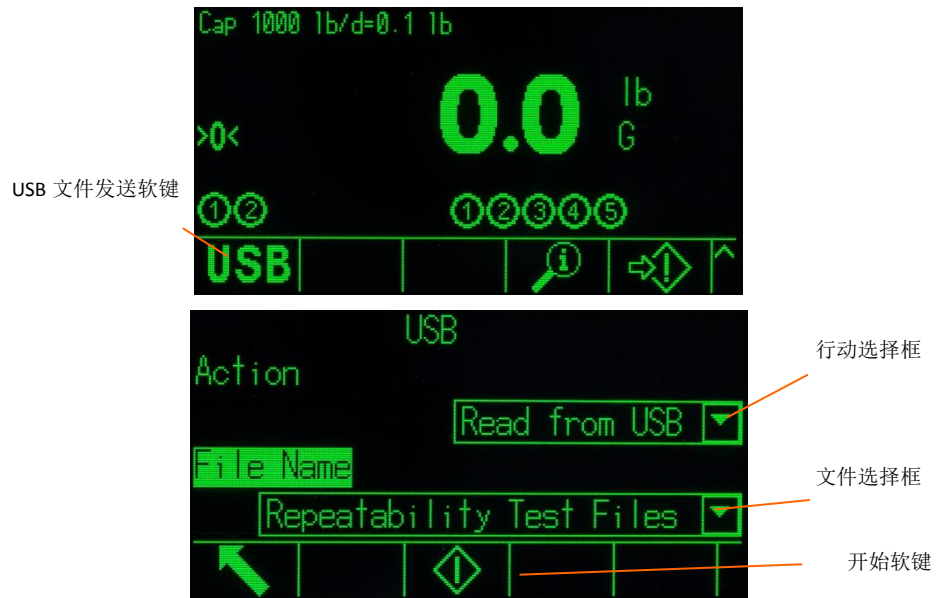 Cap 1000 lb/d=0.1 lb
0.0 lb
>0< G
USB 文件发送软键
①② ①②③④⑤
USB
USB
行动选择框
Action
Read from USB
File Name
文件选择框
Repeatability Test Files
开始软键